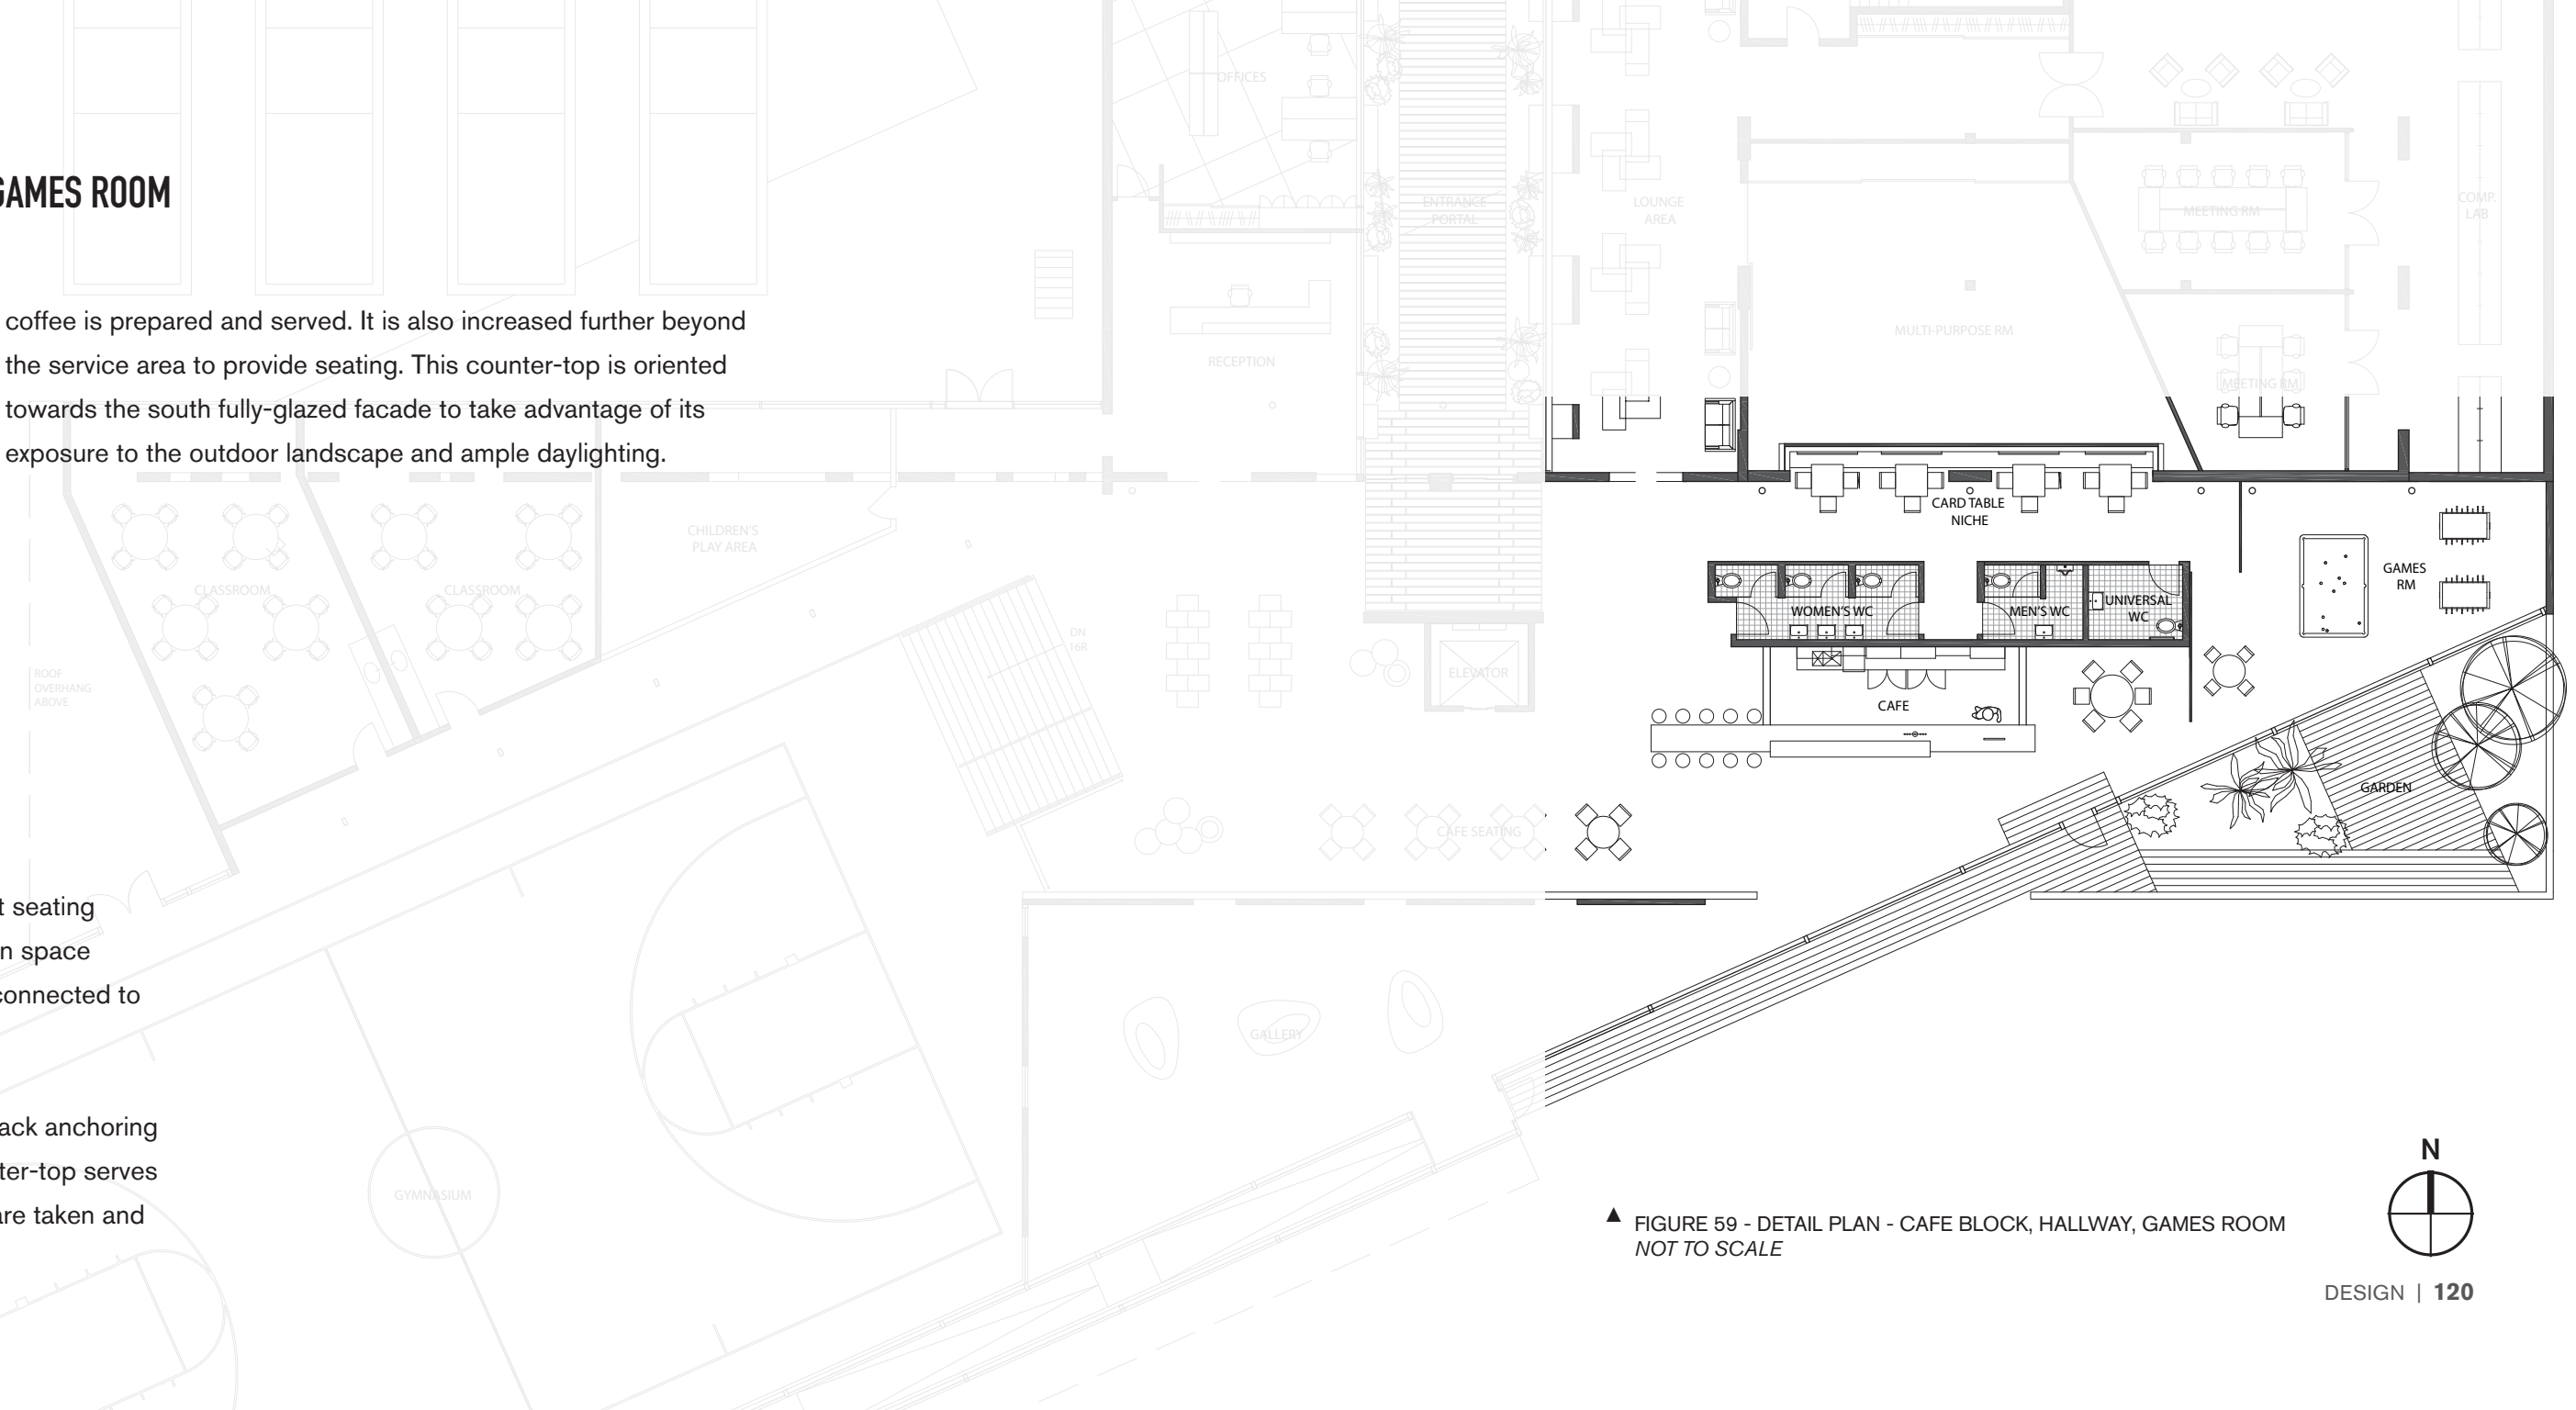 GAMES ROOM
coffee is prepared and served. It is also increased further beyond
the service area to provide seating. This counter-top is oriented
towards the south fully-glazed facade to take advantage of its
exposure to the outdoor landscape and ample daylighting.
seating
space
connected to
anchoring
serves
taken and
OFFICES
ENTRANCE
PORTAL
LOUNGE
AREA
MEETING RM
COMP.
LAB
RECEPTION
MULTI-PURPOSE RM
MEETING RM
CLASSROOM
CLASSROOM
CHILDREN'S
PLAY AREA
DN
16R
ROOF
OVERHANG
ABOVE
ELEVATOR
CAFE SEATING
GALLERY
GYMNASIUM
CARD TABLE
NICHE
GAMES
RM
WOMEN'S WC
MEN'S WC
UNIVERSAL
WC
CAFE
GARDEN
N
▲ FIGURE 59 - DETAIL PLAN - CAFE BLOCK, HALLWAY, GAMES ROOM
NOT TO SCALE
DESIGN | 120